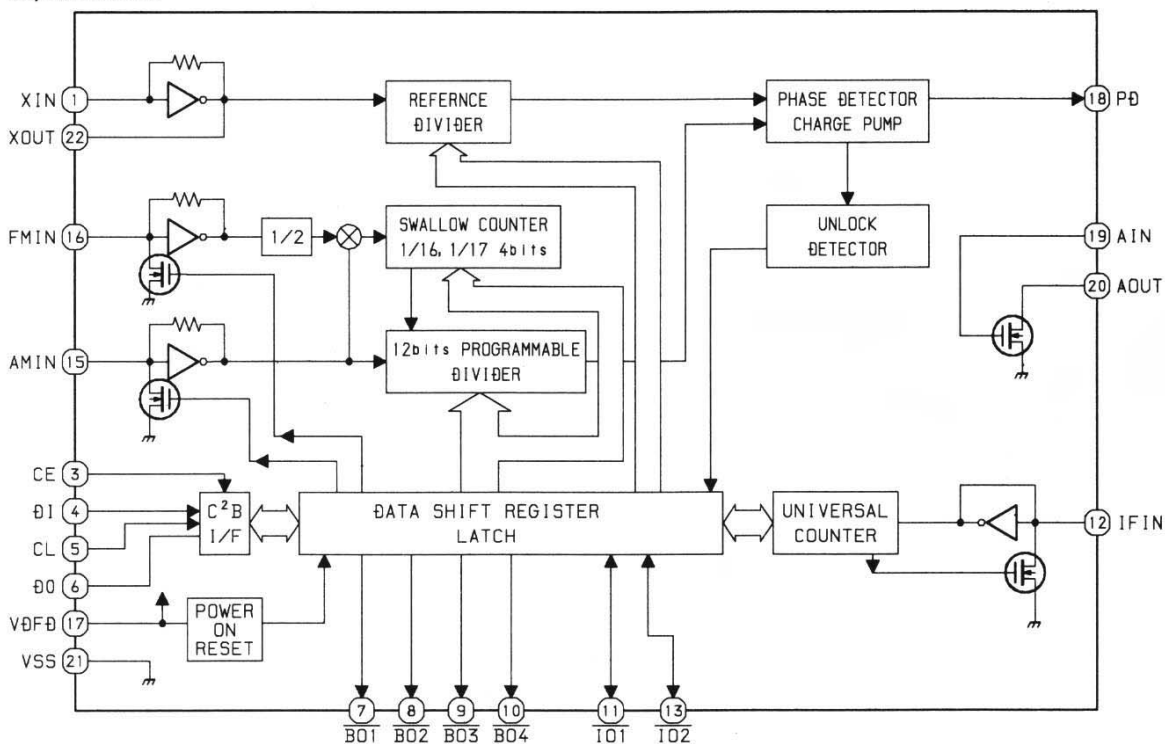 XIN 1
XOUT 22
REFERNCE
DIVIDER
PHASE DETECTOR
CHARGE PUMP
18 PD
FMIN 16
1/2
SWALLOW COUNTER
1/16, 1/17 4bits
UNLOCK
DETECTOR
19 AIN
20 AOUT
AMIN 15
12bits PROGRAMMABLE
DIVIDER
CE 3
DI 4
CL 5
DO 6
C²B
I/F
DATA SHIFT REGISTER
LATCH
UNIVERSAL
COUNTER
12 IFIN
VDFD 17
POWER
ON
RESET
VSS 21
7 8 9 10 11 13
BO1 BO2 BO3 BO4 IO1 IO2